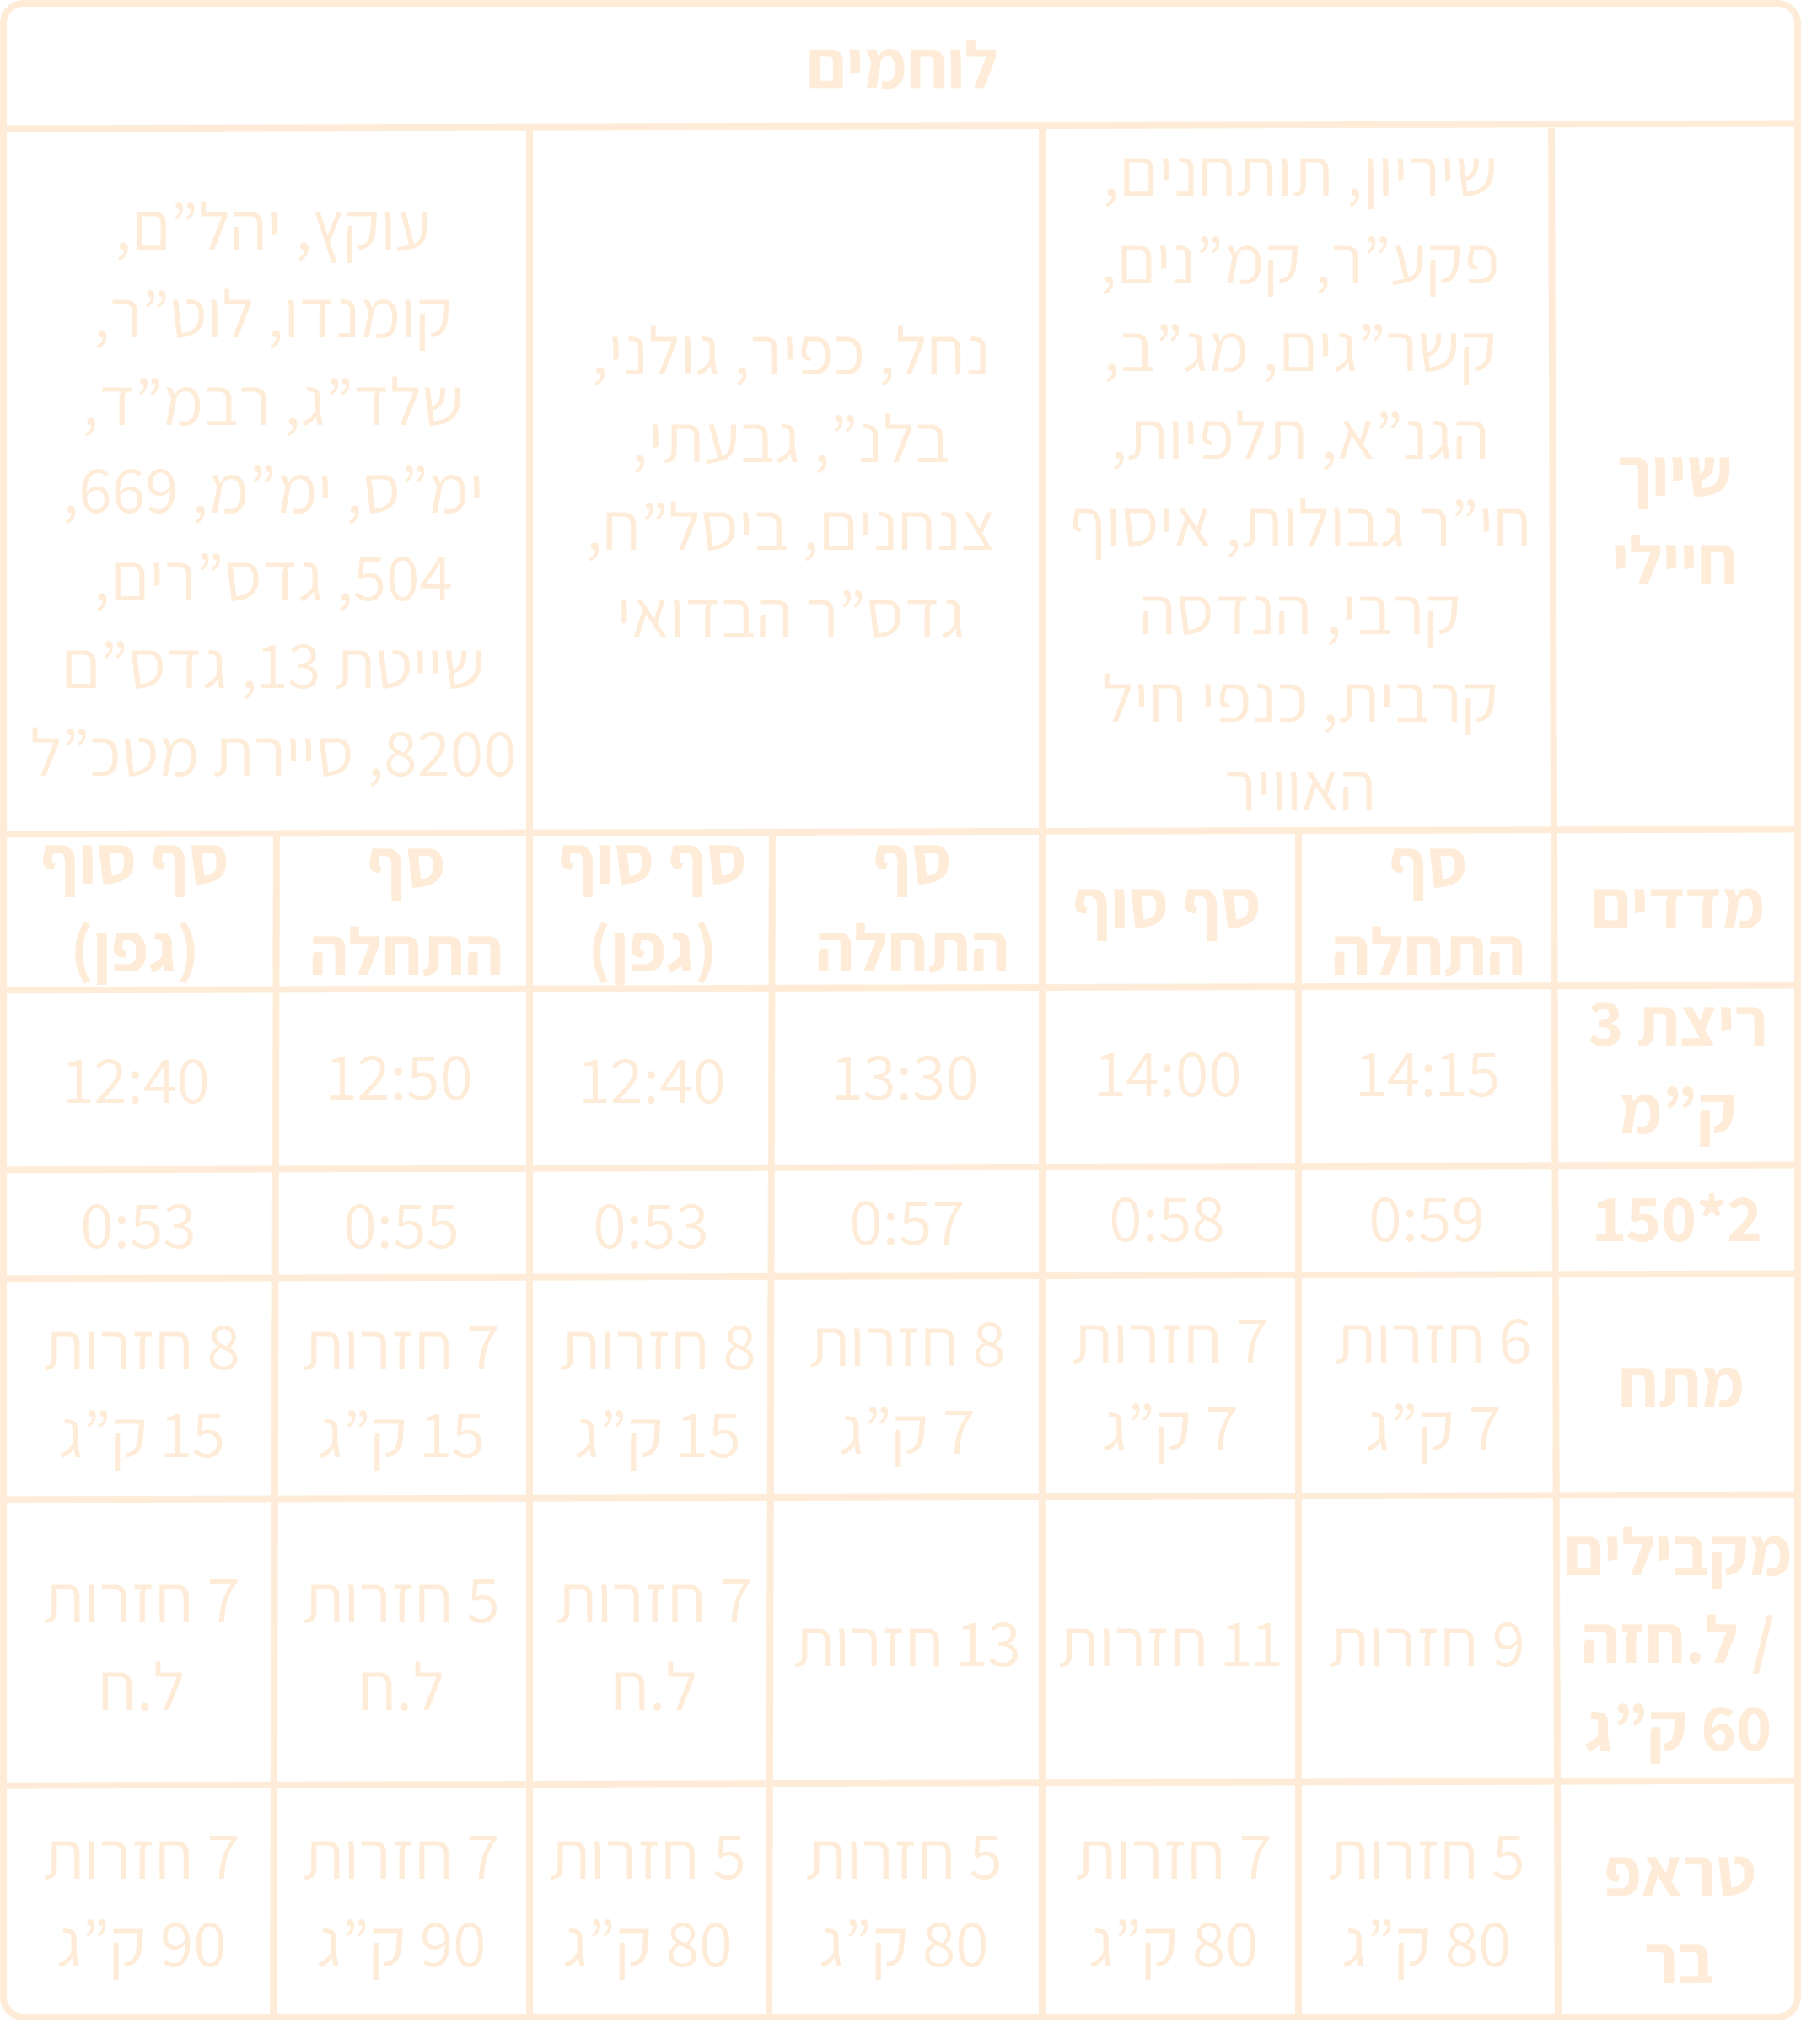 לוחמים
שיוך
חיילי
שיריון, תותחנים,
פקע״ר, קמ״נים,
קשר״גים, מג״ב,
הגנ״א, תלפיות,
חי״ר גבולות, איסוף
קרבי, הנדסה
קרבית, כנפי חיל
האוויר
נחל, כפיר, גולני,
בלנ״, גבעתי,
צנחנים, ביסל״ח,
גדס״ר הבדואי
עוקץ, יהל״ם,
קומנדו, לוט״ר,
שלד״ג, רבמ״ד,
ימ״ס, ימ״מ, 669,
504, גדס״רים,
שייטת 13, גדס״ם
8200, סיירת מטכ״ל
מדדים
סף
התחלה
סף סוף
סף
התחלה
סף סוף
(גפן)
סף
התחלה
סף סוף
(גפן)
ריצת 3
ק״מ
14:15
14:00
13:30
12:40
12:50
12:40
150*2
0:59
0:58
0:57
0:53
0:55
0:53
מתח
6 חזרות
7 ק״ג
7 חזרות
7 ק״ג
8 חזרות
7 ק״ג
8 חזרות
15 ק״ג
7 חזרות
15 ק״ג
8 חזרות
15 ק״ג
מקבילים
/ ל.חזה
60 ק״ג
9 חזרות
11 חזרות
13 חזרות
7 חזרות
ל.ח
5 חזרות
ל.ח
7 חזרות
ל.ח
טראפ
בר
5 חזרות
80 ק״ג
7 חזרות
80 ק״ג
5 חזרות
80 ק״ג
5 חזרות
80 ק״ג
7 חזרות
90 ק״ג
7 חזרות
90 ק״ג